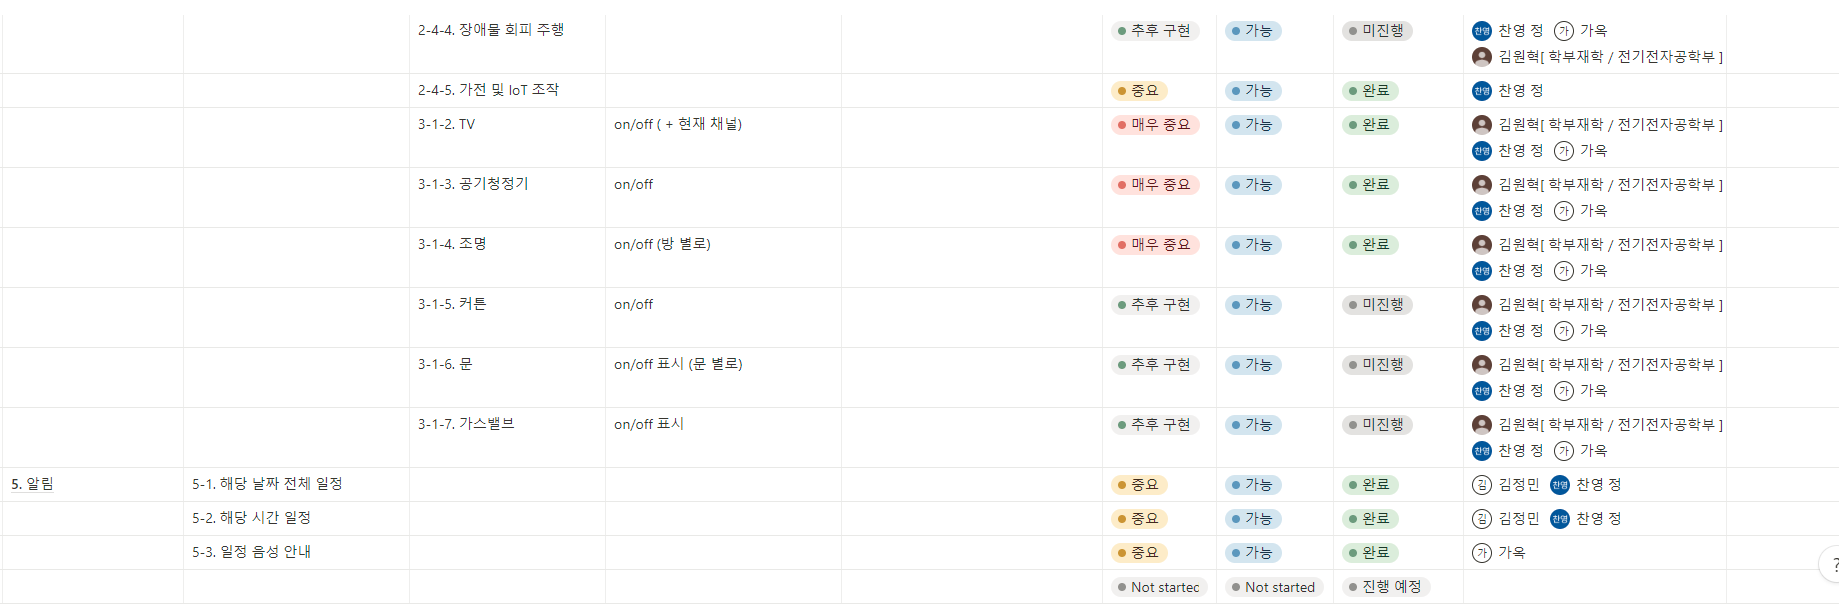 2-4-4. 장애물 회피 주행 추후 구현 가능 미진행 찬영 찬영 정 가 가옥
김원혁[ 학부재학 / 전기전자공학부 ]
2-4-5. 가전 및 IoT 조작 중요 가능 완료 찬영 찬영 정
3-1-2. TV on/off ( + 현재 채널) 매우 중요 가능 완료 김원혁[ 학부재학 / 전기전자공학부 ]
찬영 찬영 정 가 가옥
3-1-3. 공기청정기 on/off 매우 중요 가능 완료 김원혁[ 학부재학 / 전기전자공학부 ]
찬영 찬영 정 가 가옥
3-1-4. 조명 on/off (방 별로) 매우 중요 가능 완료 김원혁[ 학부재학 / 전기전자공학부 ]
찬영 찬영 정 가 가옥
3-1-5. 커튼 on/off 추후 구현 가능 미진행 김원혁[ 학부재학 / 전기전자공학부 ]
찬영 찬영 정 가 가옥
3-1-6. 문 on/off 표시 (문 별로) 추후 구현 가능 미진행 김원혁[ 학부재학 / 전기전자공학부 ]
찬영 찬영 정 가 가옥
3-1-7. 가스밸브 on/off 표시 추후 구현 가능 미진행 김원혁[ 학부재학 / 전기전자공학부 ]
찬영 찬영 정 가 가옥
5. 알림 5-1. 해당 날짜 전체 일정 중요 가능 완료 김 김정민 찬영 찬영 정
5-2. 해당 시간 일정 중요 가능 완료 김 김정민 찬영 찬영 정
5-3. 일정 음성 안내 중요 가능 완료 가 가옥
?
Not startec Not started 진행 예정